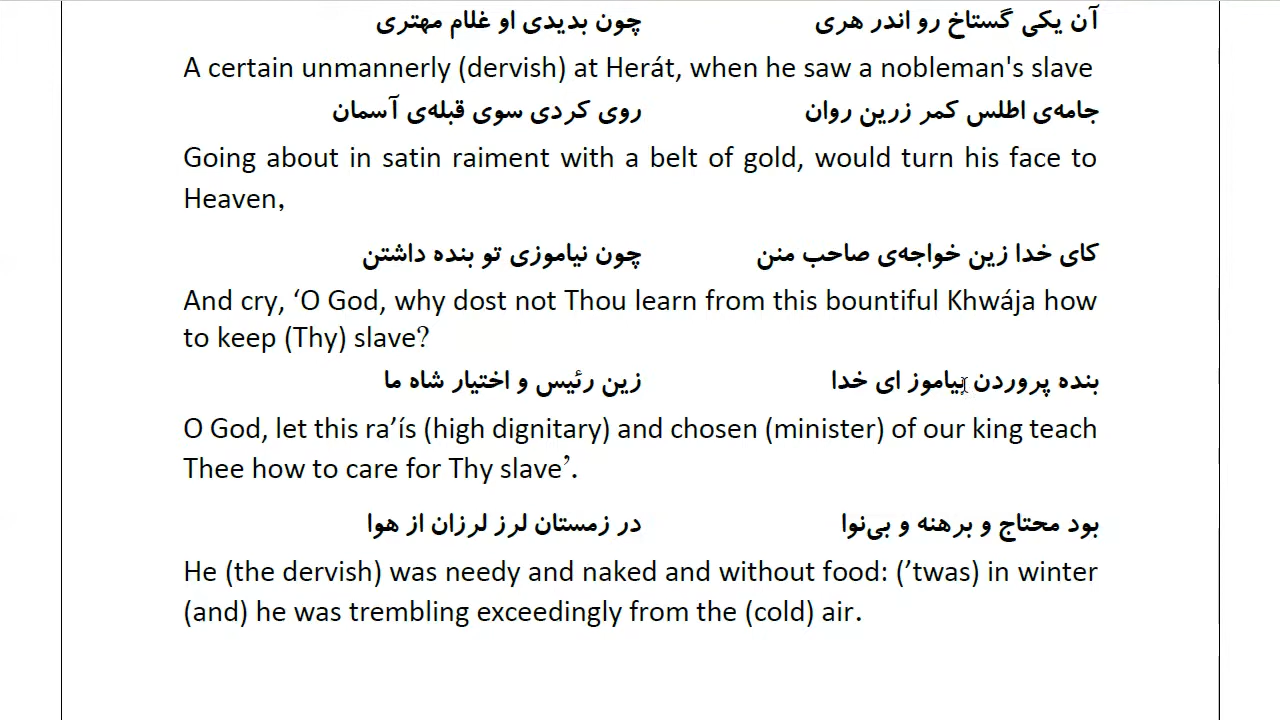 آن یکی گستاخ رو اندر هری چون بدیدی او غلام مهتری
A certain unmannerly (dervish) at Herát, when he saw a nobleman's slave
جامه‌ی اطلس کمر زرین روان روی کردی سوی قبله‌ی آسمان
Going about in satin raiment with a belt of gold, would turn his face to
Heaven,
کای خدا زین خواجه‌ی صاحب منن چون نیاموزی تو بنده داشتن
And cry, ‘O God, why dost not Thou learn from this bountiful Khwája how
to keep (Thy) slave?
بنده پروردن بیاموز ای خدا زین رئیس و اختیار شاه ما
O God, let this ra’ís (high dignitary) and chosen (minister) of our king teach
Thee how to care for Thy slave’.
بود محتاج و برهنه و بی‌نوا در زمستان لرز لرزان از هوا
He (the dervish) was needy and naked and without food: (’twas) in winter
(and) he was trembling exceedingly from the (cold) air.